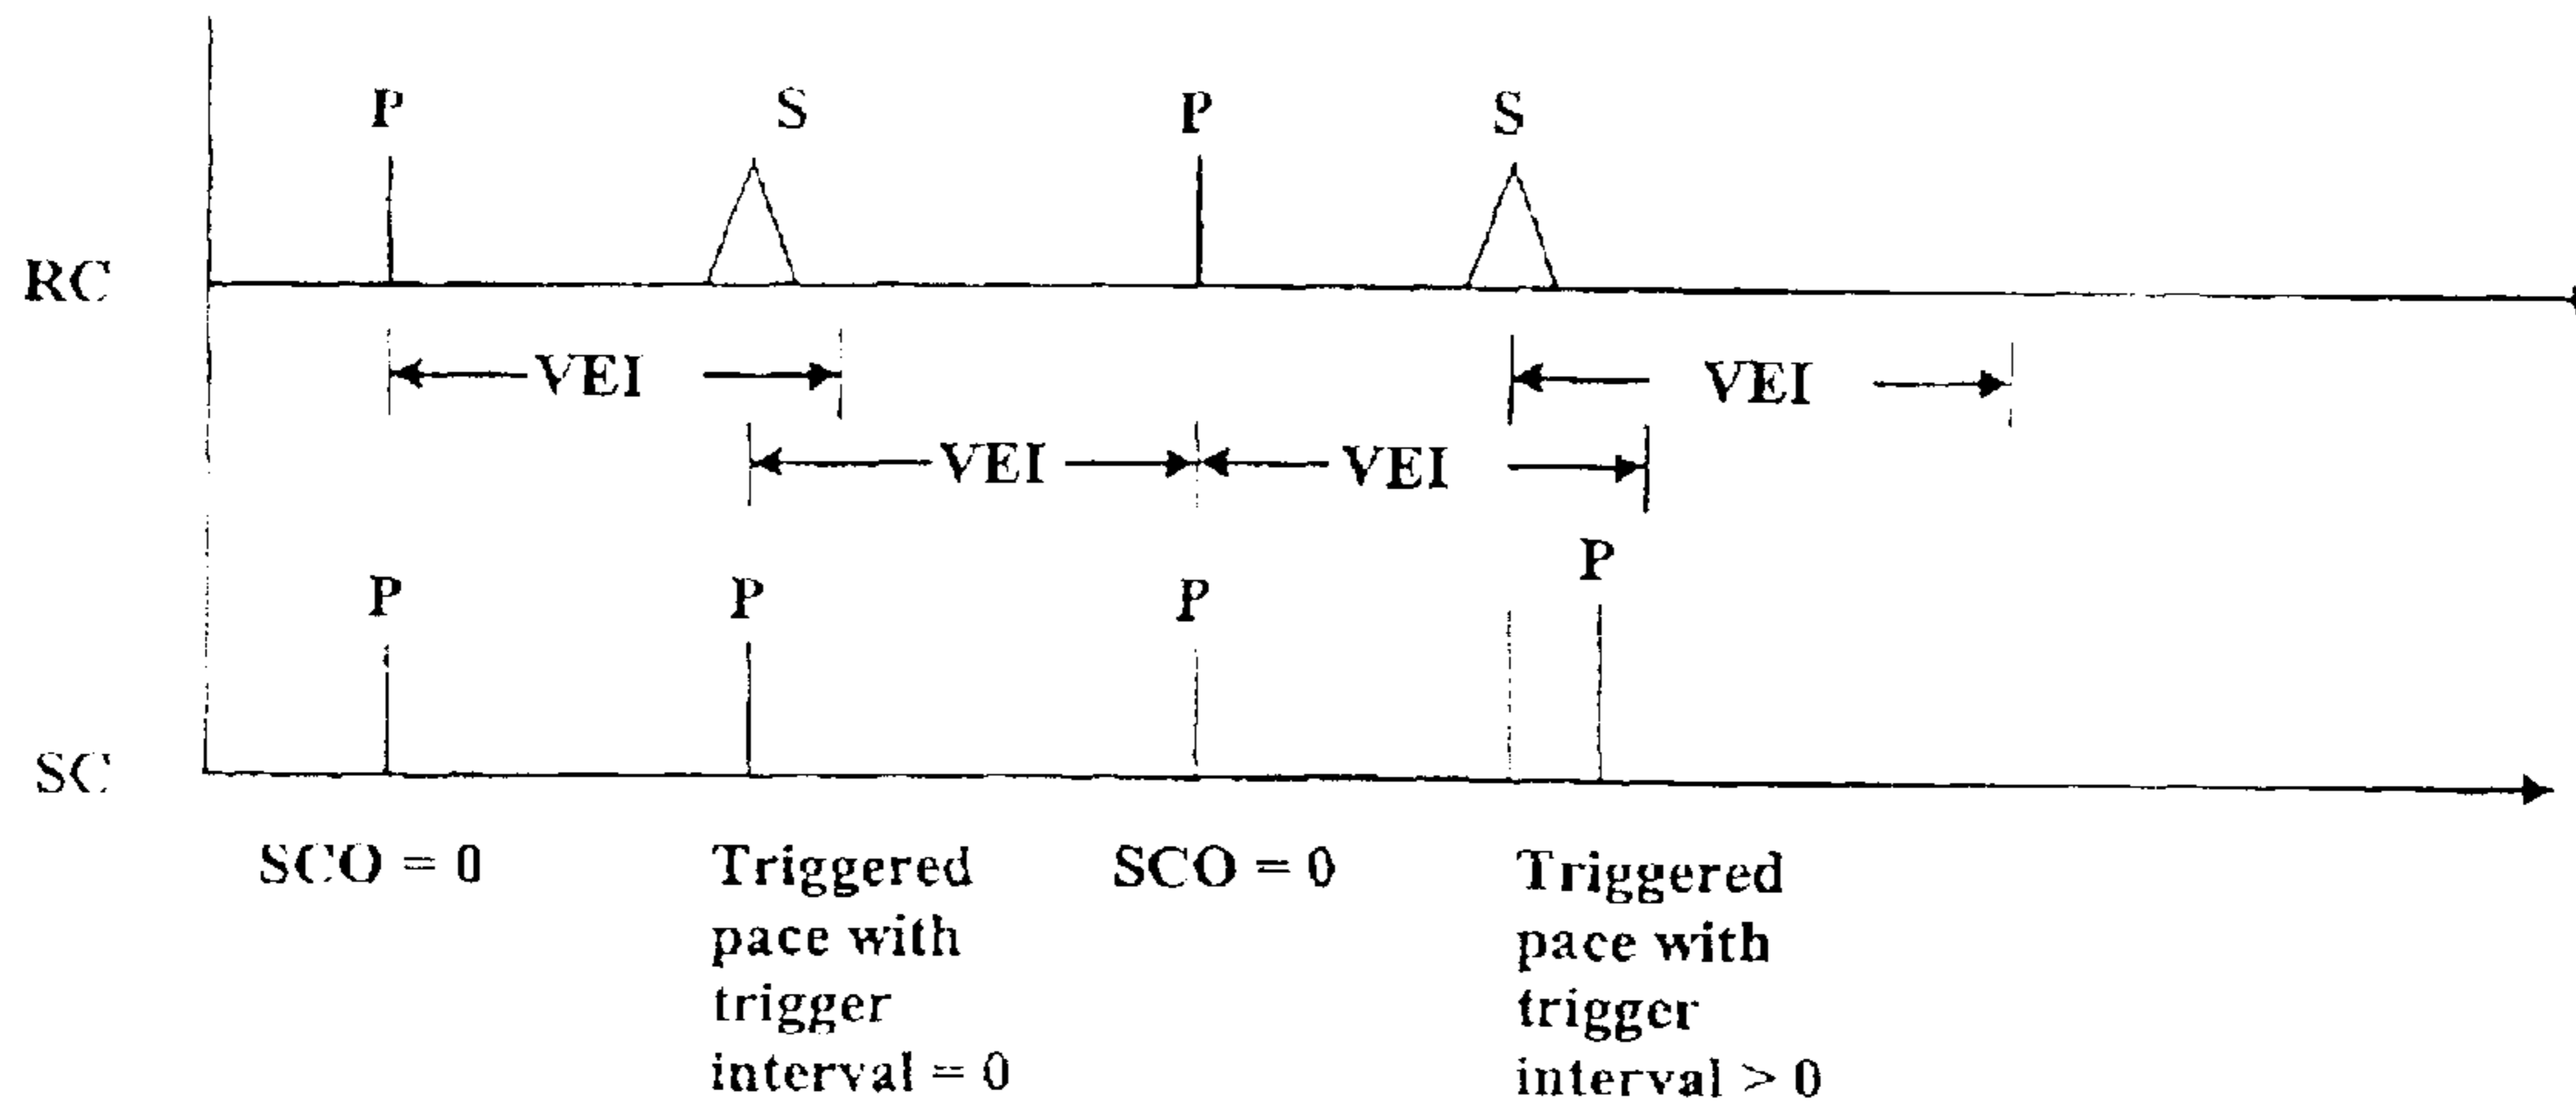 P S P S
RC
VEI VEI
VEI VEI
P
P P P
SC
SCO = 0 Triggered SCO = 0 Triggered
pace with pace with
trigger trigger
interval = 0 interval > 0